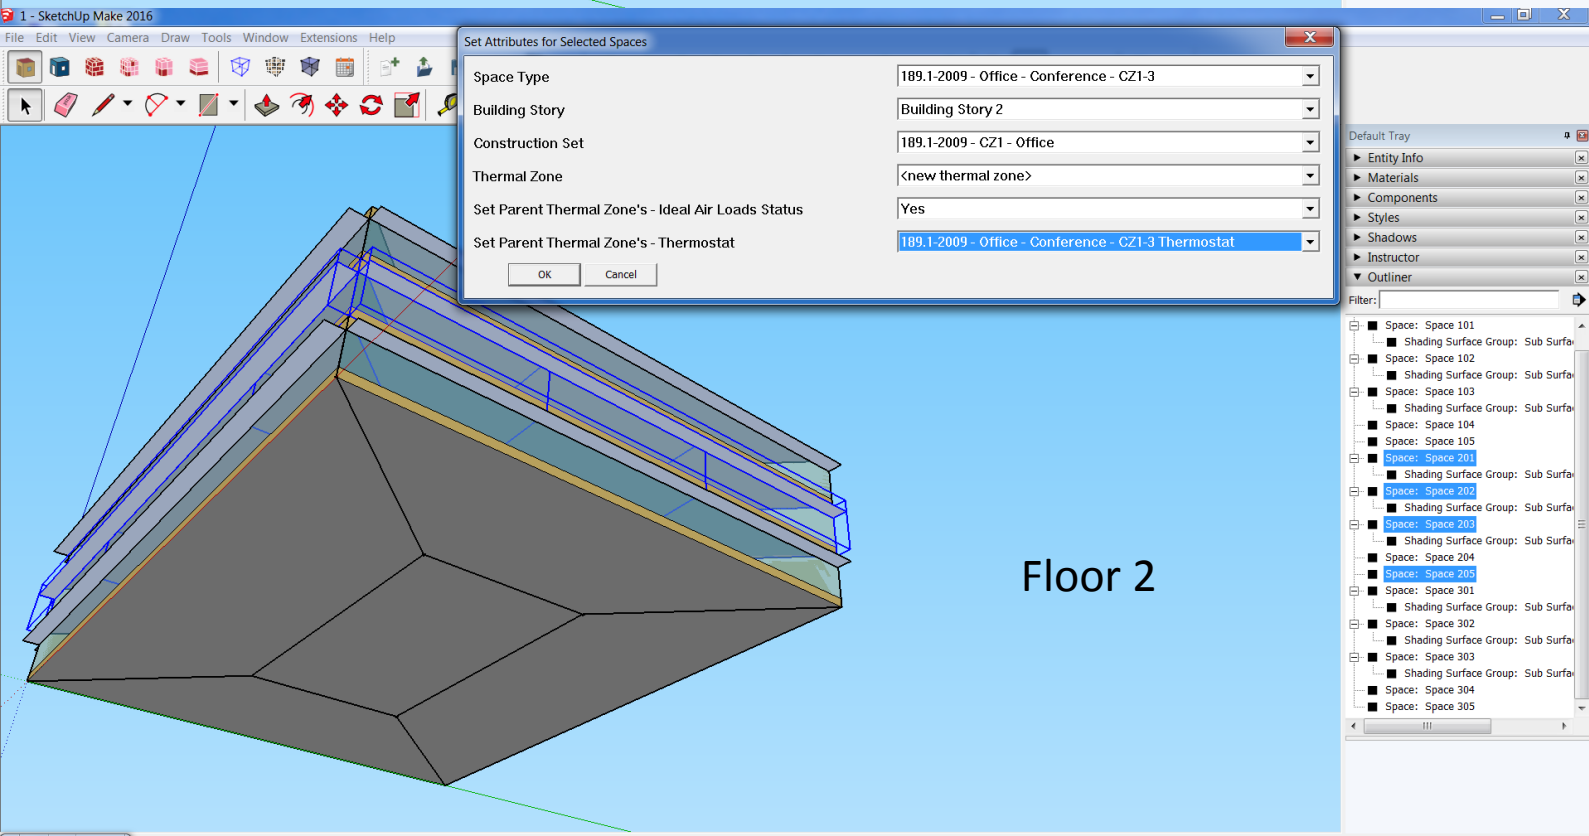 1 - SketchUp Make 2016
File Edit View Camera Draw Tools Window Extensions Help
Set Attributes for Selected Spaces
Space Type
189.1-2009 - Office - Conference - CZ1-3
Building Story
Building Story 2
Construction Set
189.1-2009 - CZ1 - Office
Thermal Zone
<new thermal zone>
Set Parent Thermal Zone's - Ideal Air Loads Status
Yes
Set Parent Thermal Zone's - Thermostat
189.1-2009 - Office - Conference - CZ1-3 Thermostat
OK Cancel
Floor 2
Default Tray
Entity Info
Materials
Components
Styles
Shadows
Instructor
Outliner
Filter:
Space: Space 101
Shading Surface Group: Sub Surfa
Space: Space 102
Shading Surface Group: Sub Surfa
Space: Space 103
Shading Surface Group: Sub Surfa
Space: Space 104
Space: Space 105
Space: Space 201
Shading Surface Group: Sub Surfa
Space: Space 202
Shading Surface Group: Sub Surfa
Space: Space 203
Shading Surface Group: Sub Surfa
Space: Space 204
Space: Space 205
Space: Space 301
Shading Surface Group: Sub Surfa
Space: Space 302
Shading Surface Group: Sub Surfa
Space: Space 303
Shading Surface Group: Sub Surfa
Space: Space 304
Space: Space 305